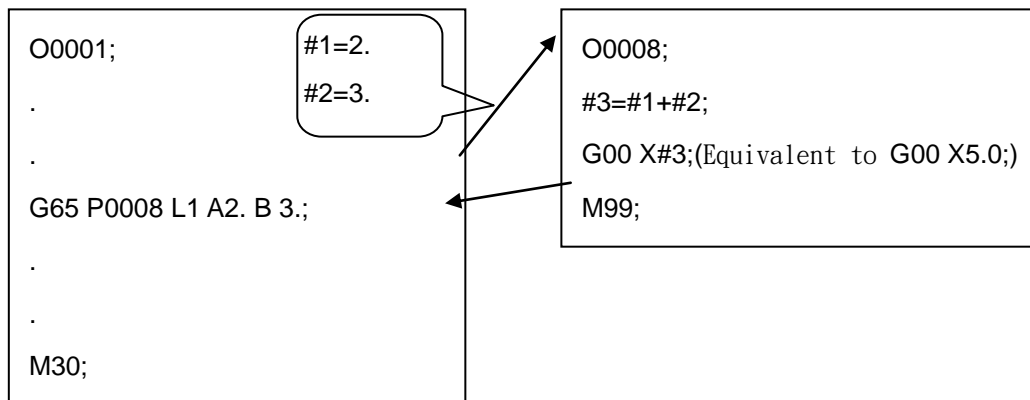 O0001;
.
.
G65 P0008 L1 A2. B 3.;
.
.
M30;
#1=2.
#2=3.
O0008;
#3=#1+#2;
G00 X#3;(Equivalent to G00 X5.0;)
M99;